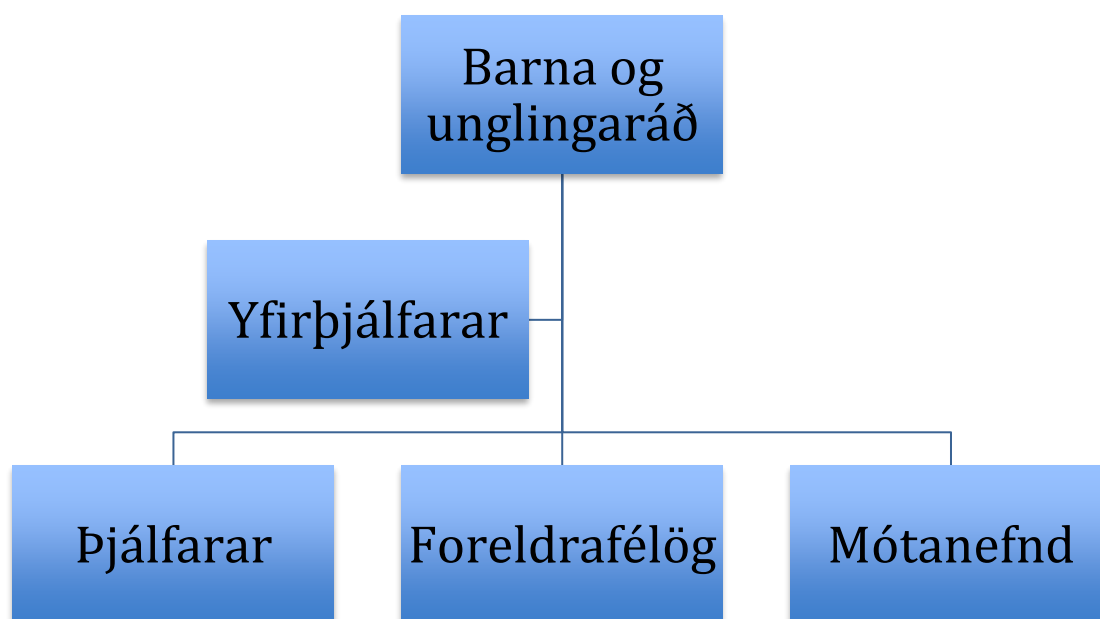 Barna og
unglingaráð
Yfirþjálfarar
Þjálfarar
Foreldrafélög
Mótanefnd